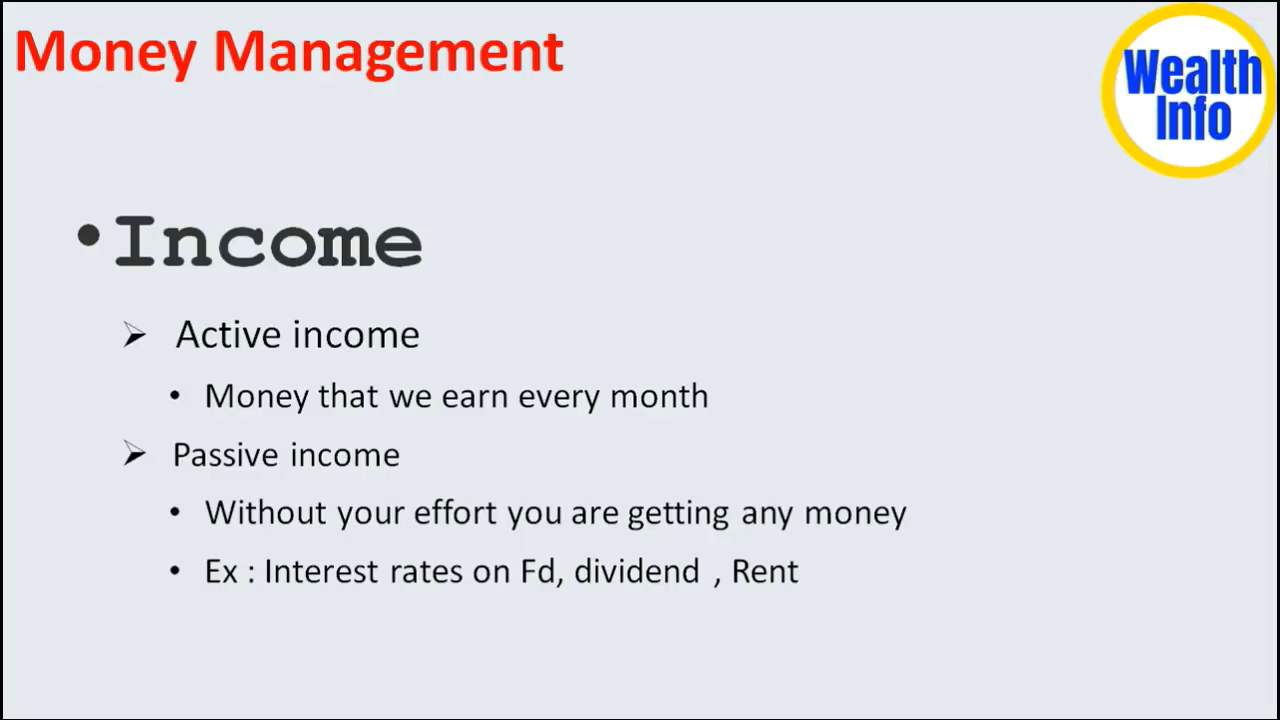 Money Management
Wealth
Info
•Income
➢ Active income
• Money that we earn every month
➢ Passive income
• Without your effort you are getting any money
• Ex : Interest rates on Fd, dividend , Rent